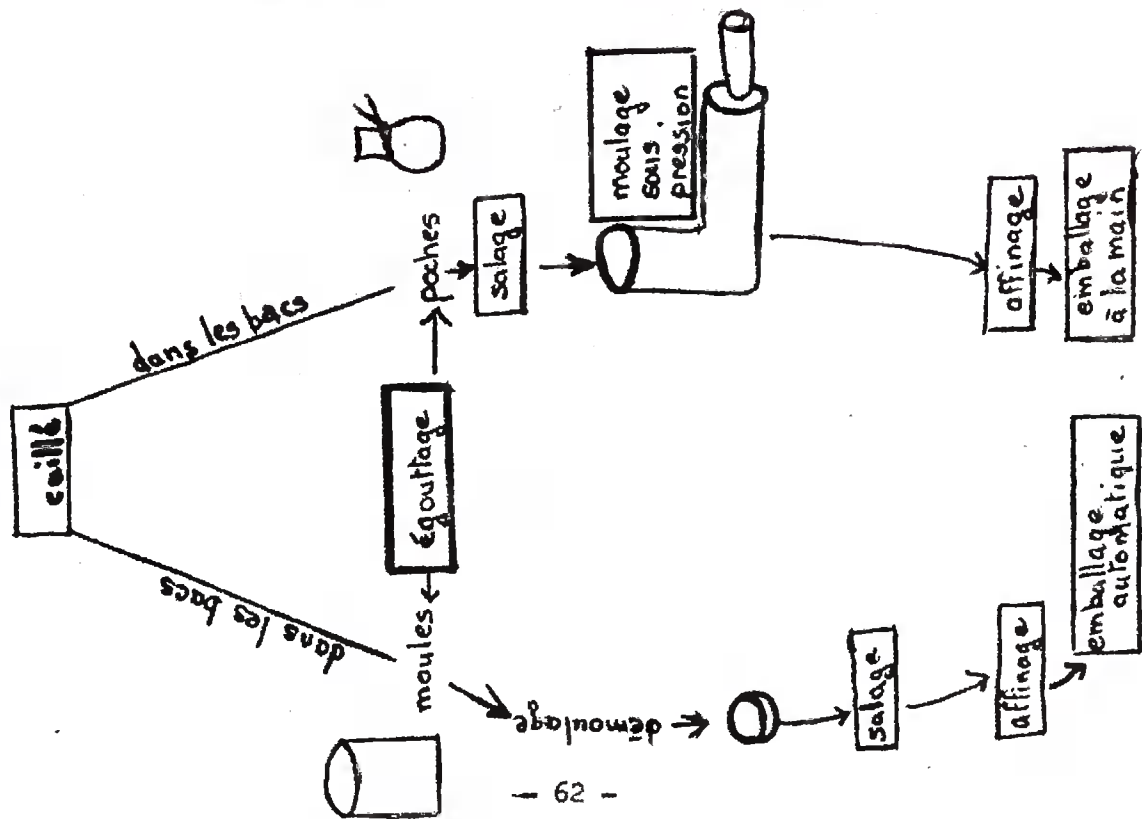 caillé
dans les bacs
dans les bacs
Égouttage
moules
poches
démoulage
salage
affinage
emballage
automatique
salage
moulage
sous.
pression
affinage
emballage
à la main
— 62 -